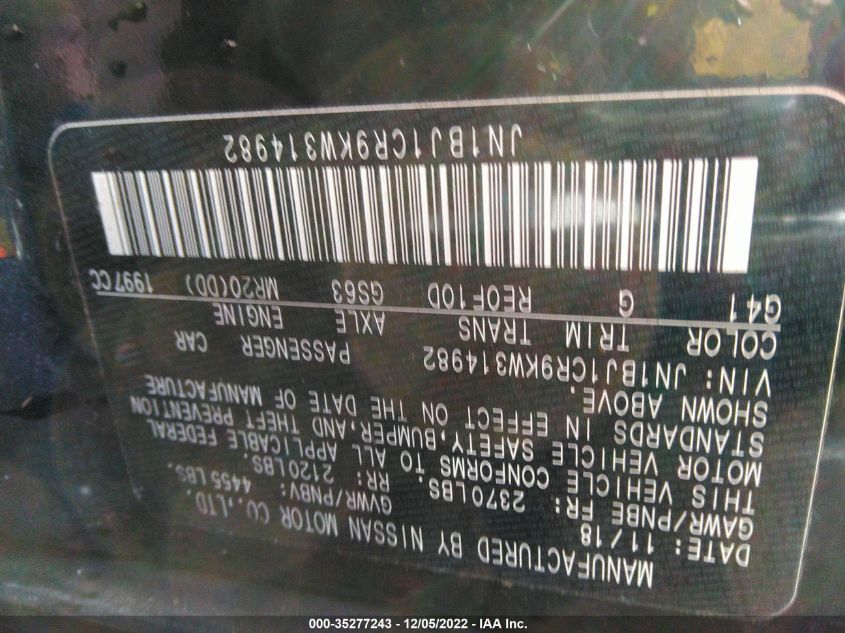 MANUFACTURED BY NISSAN MOTOR CO.,LTD.
DATE: 11/18 GVWR/PNBV: 4455 LBS.
GAWR/PNBE FR: 2370LBS. RR: 2120LBS.
THIS VEHICLE CONFORMS TO ALL APPLICABLE FEDERAL
MOTOR VEHICLE SAFETY,BUMPER,AND THEFT PREVENTION
STANDARDS IN EFFECT ON THE DATE OF MANUFACTURE
SHOWN ABOVE.
VIN: JN1BJ1CR9KW314982 PASSENGER CAR
COLOR TRIM TRANS AXLE ENGINE
G41 G RE0F10D GS63 MR20(DD) 1997CC
JN1BJ1CR9KW314982
000-35277243 - 12/05/2022 - IAA Inc.